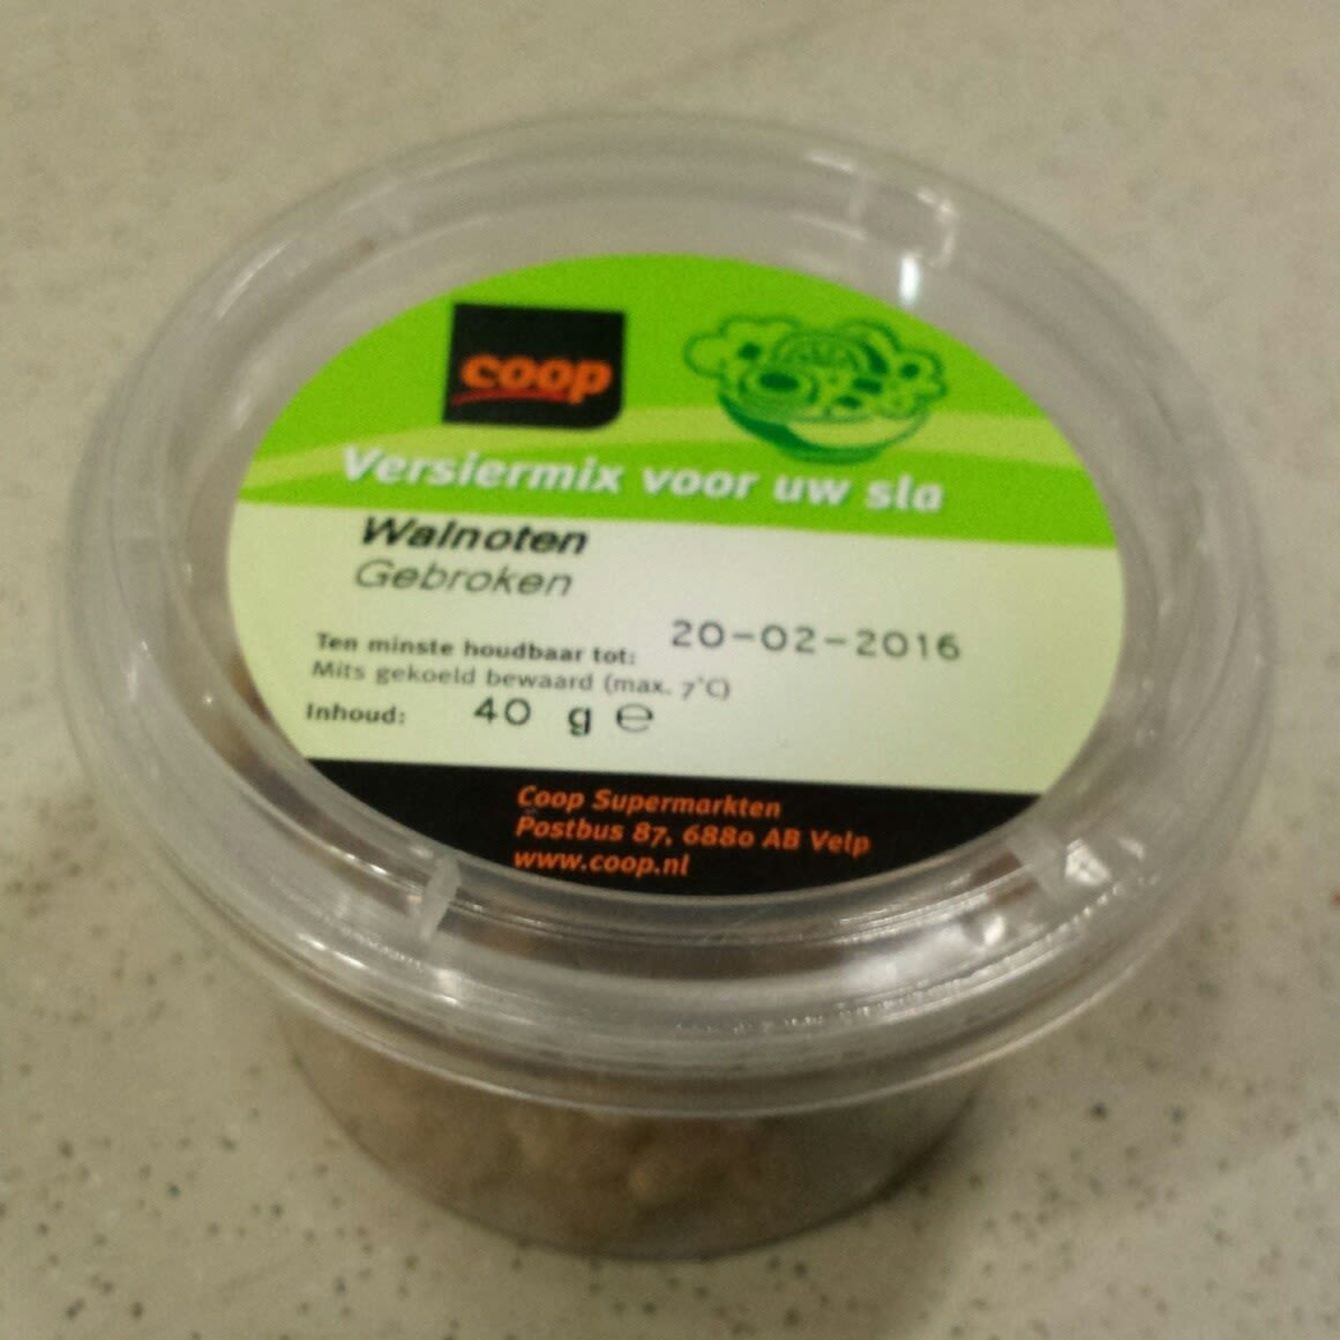 coop
Versiermix voor uw sla
Walnoten
Gebroken
Ten minste houdbaar tot: 20-02-2016
Mits gekoeld bewaard (max. 7°C)
Inhoud: 40 g ℮
Coop Supermarkten
Postbus 87, 6880 AB Velp
www.coop.nl